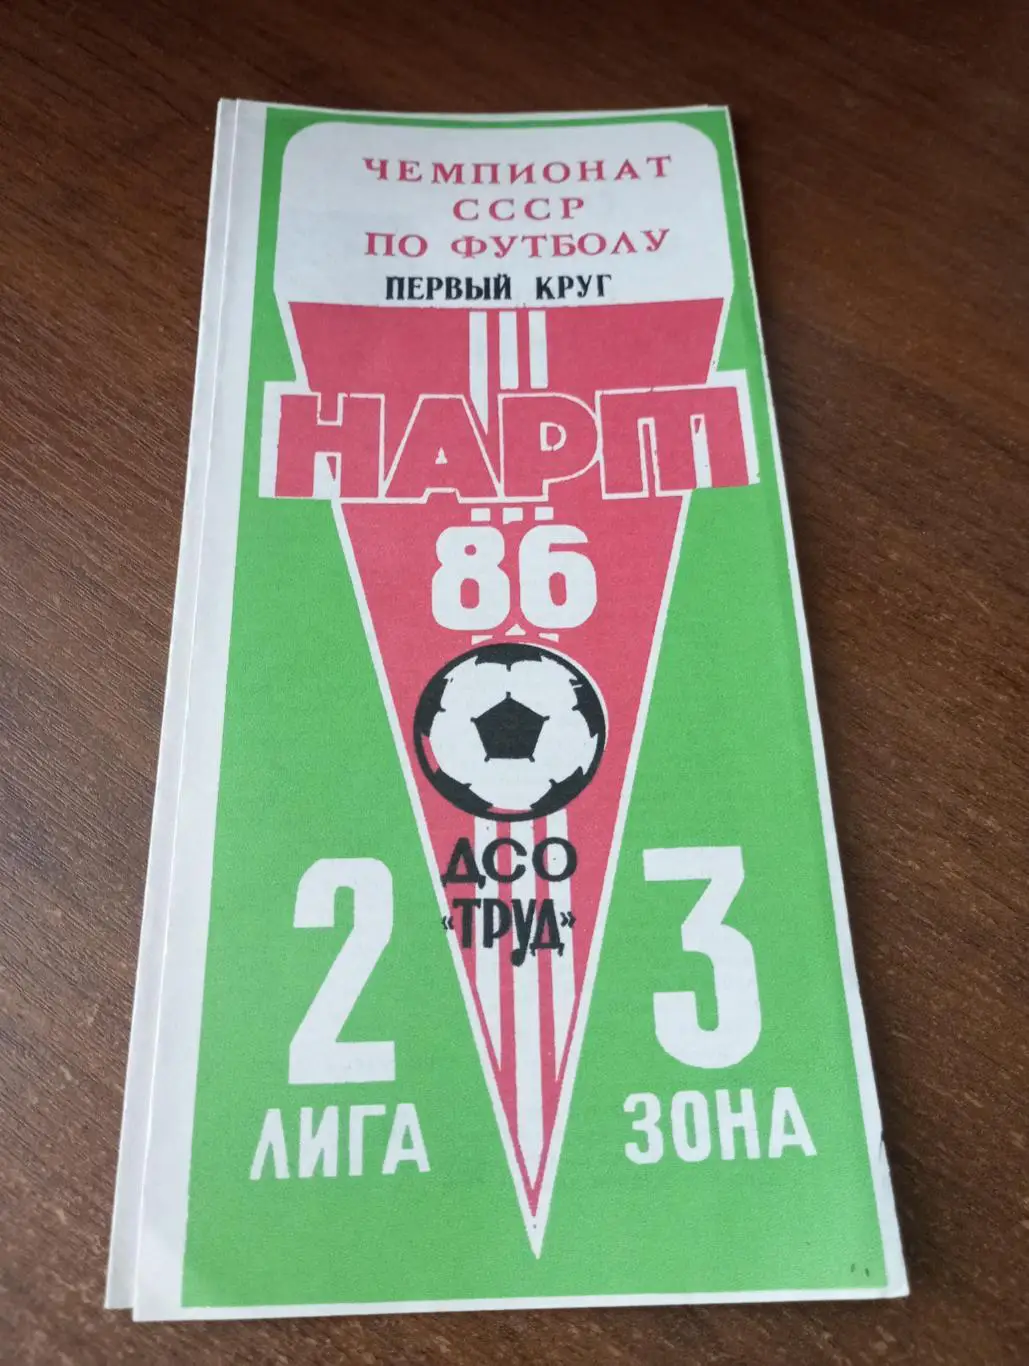 ЧЕМПИОНАТ
СССР
ПО ФУТБОЛУ
ПЕРВЫЙ КРУГ
НАРТ
86
ДСО
«ТРУД»
2 3
ЛИГА ЗОНА